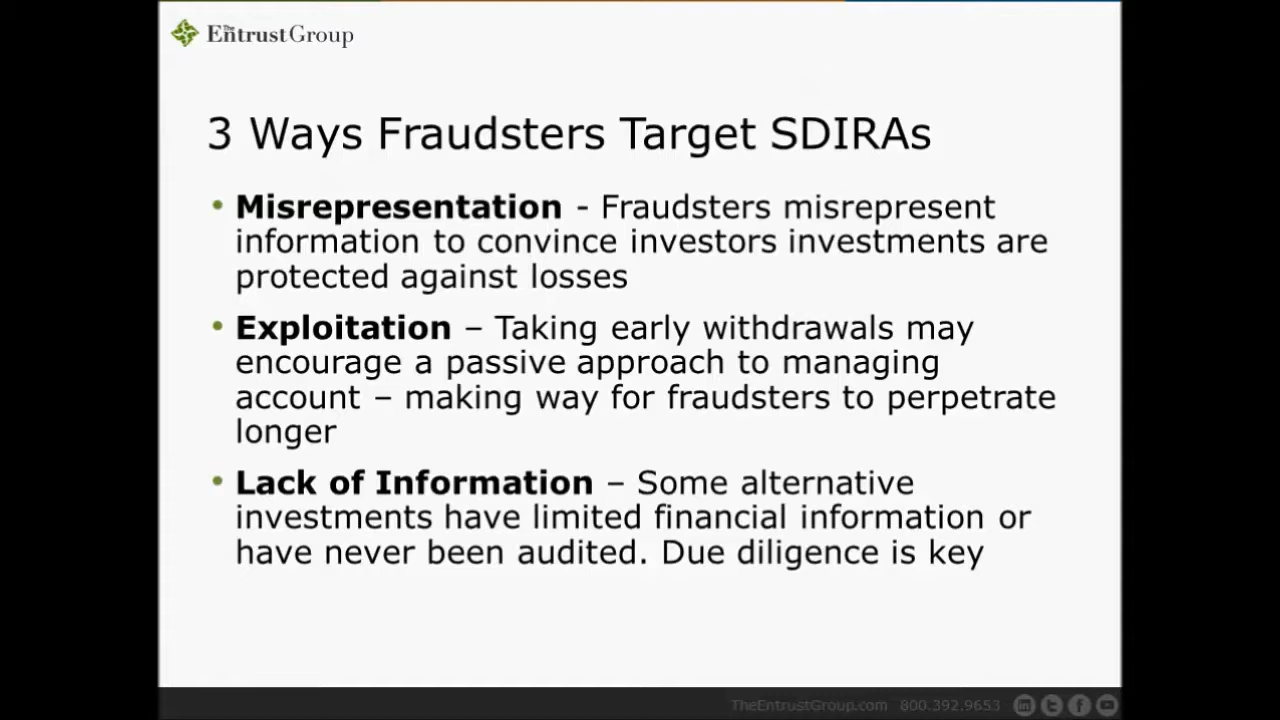 The EntrustGroup
3 Ways Fraudsters Target SDIRAs
• Misrepresentation - Fraudsters misrepresent
information to convince investors investments are
protected against losses
• Exploitation – Taking early withdrawals may
encourage a passive approach to managing
account – making way for fraudsters to perpetrate
longer
• Lack of Information – Some alternative
investments have limited financial information or
have never been audited. Due diligence is key
TheEntrustGroup.com 800.392.9653